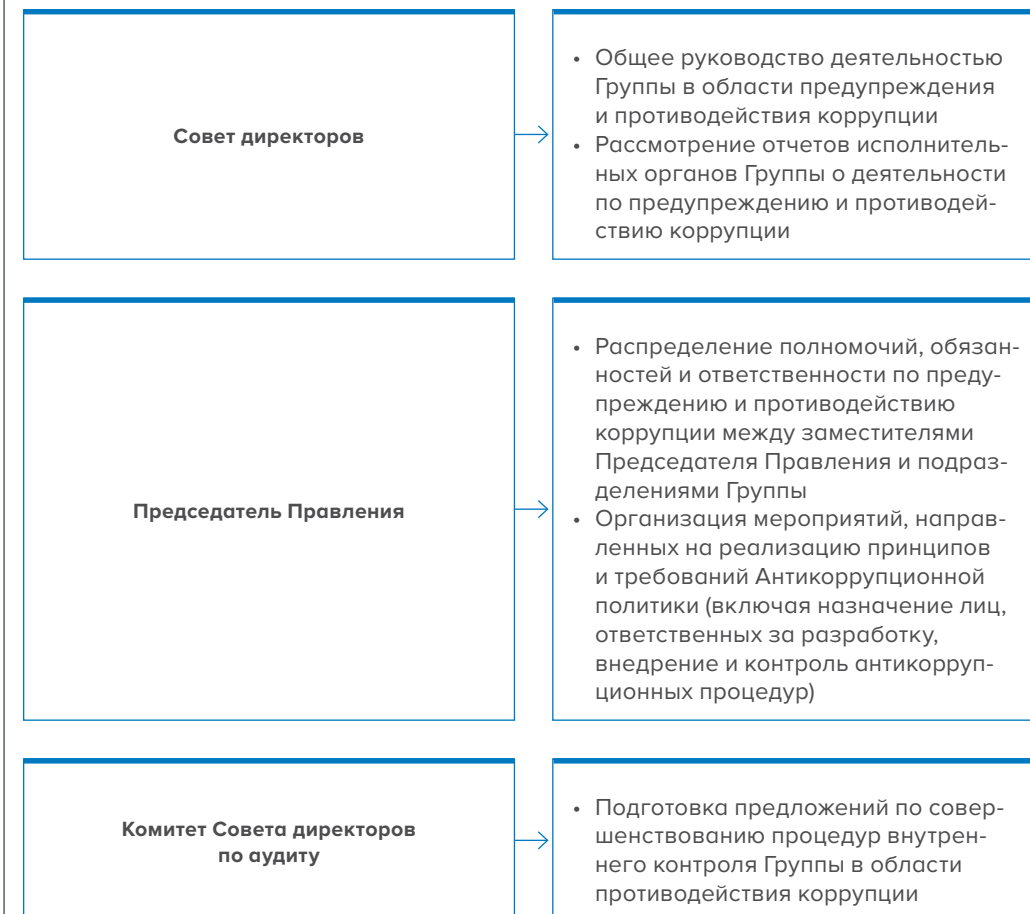 Совет директоров
• Общее руководство деятельностью
Группы в области предупреждения
и противодействия коррупции
• Рассмотрение отчетов исполнитель-
ных органов Группы о деятельности
по предупреждению и противодей-
ствию коррупции
Председатель Правления
• Распределение полномочий, обязан-
ностей и ответственности по преду-
преждению и противодействию
коррупции между заместителями
Председателя Правления и подраз-
делениями Группы
• Организация мероприятий, направ-
ленных на реализацию принципов
и требований Антикоррупционной
политики (включая назначение лиц,
ответственных за разработку,
внедрение и контроль антикорруп-
ционных процедур)
Комитет Совета директоров
по аудиту
• Подготовка предложений по совер-
шенствованию процедур внутрен-
него контроля Группы в области
противодействия коррупции